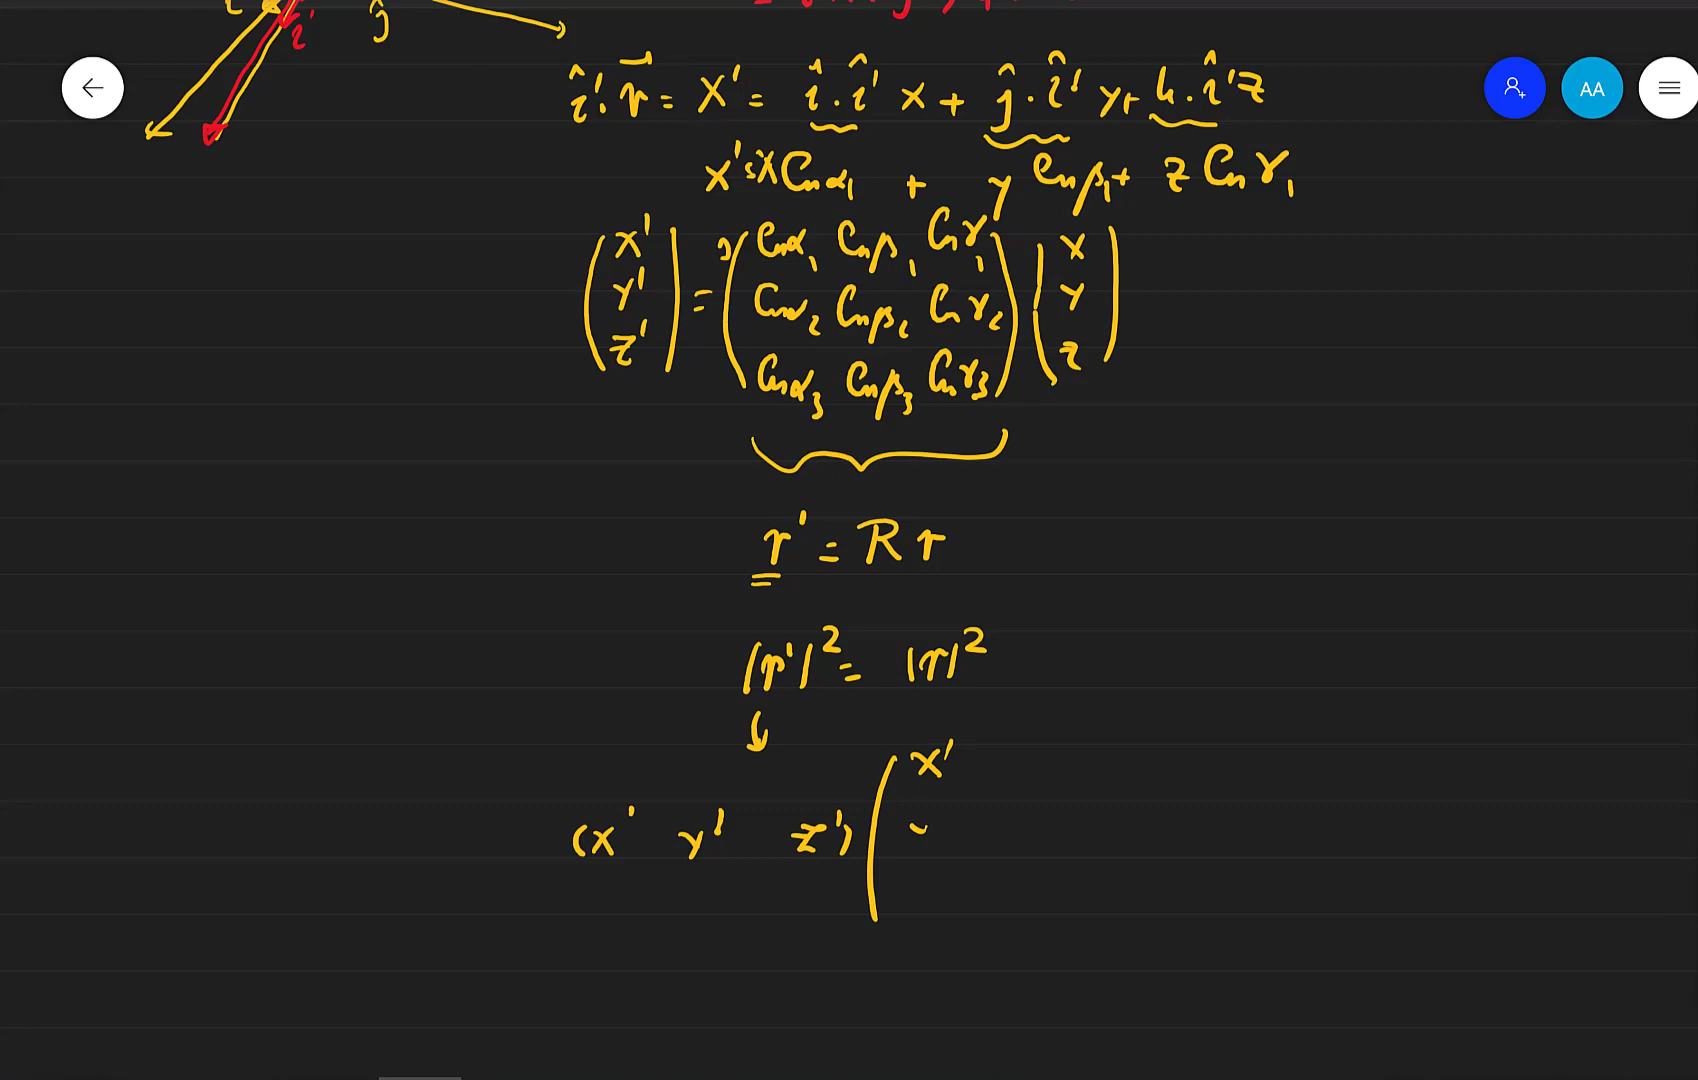 î' ĵ
î'·r⃗ = x' = î·î' x + ĵ·î' y + k·î' z
x' = x Cos α₁ + y Cos β₁ + z Cos γ₁
(x' y' z') = (Cos α₁ Cos β₁ Cos γ₁ (x
Cos α₂ Cos β₂ Cos γ₂ y
Cos α₃ Cos β₃ Cos γ₃) z)
r' = R r
|r'|² = |r|²
↓
(x' y' z') (x'
AA